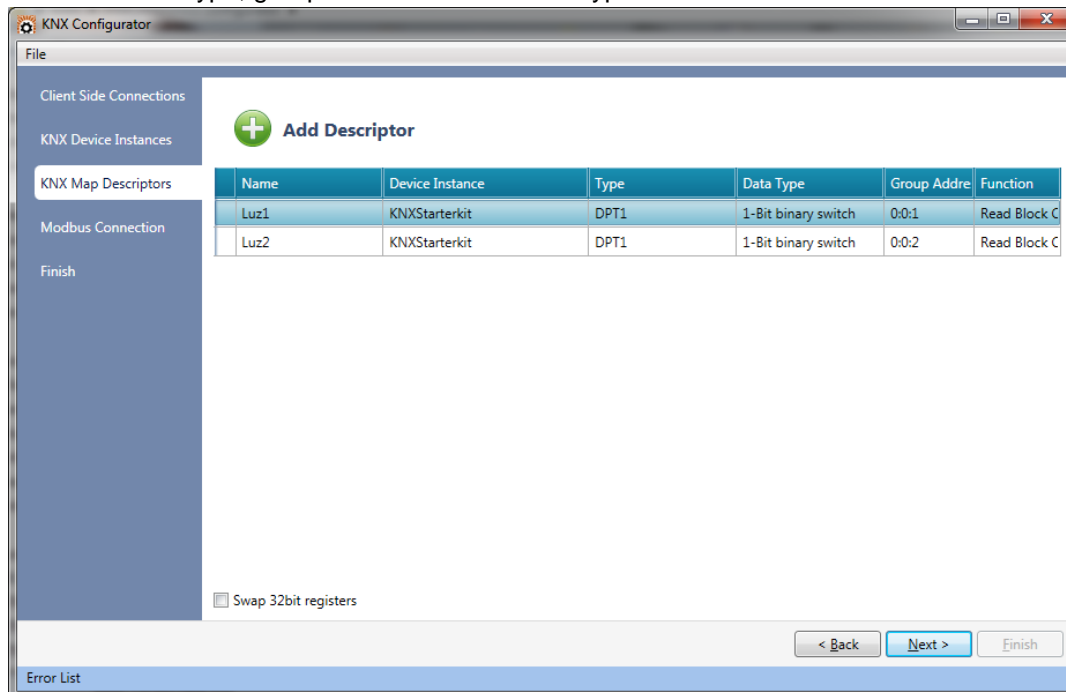 KNX Configurator
File
Client Side Connections
KNX Device Instances
KNX Map Descriptors
Modbus Connection
Finish
Add Descriptor
Name Device Instance Type Data Type Group Addre Function
Luz1 KNXStarterkit DPT1 1-Bit binary switch 0:0:1 Read Block C
Luz2 KNXStarterkit DPT1 1-Bit binary switch 0:0:2 Read Block C
Swap 32bit registers
< Back Next > Finish
Error List